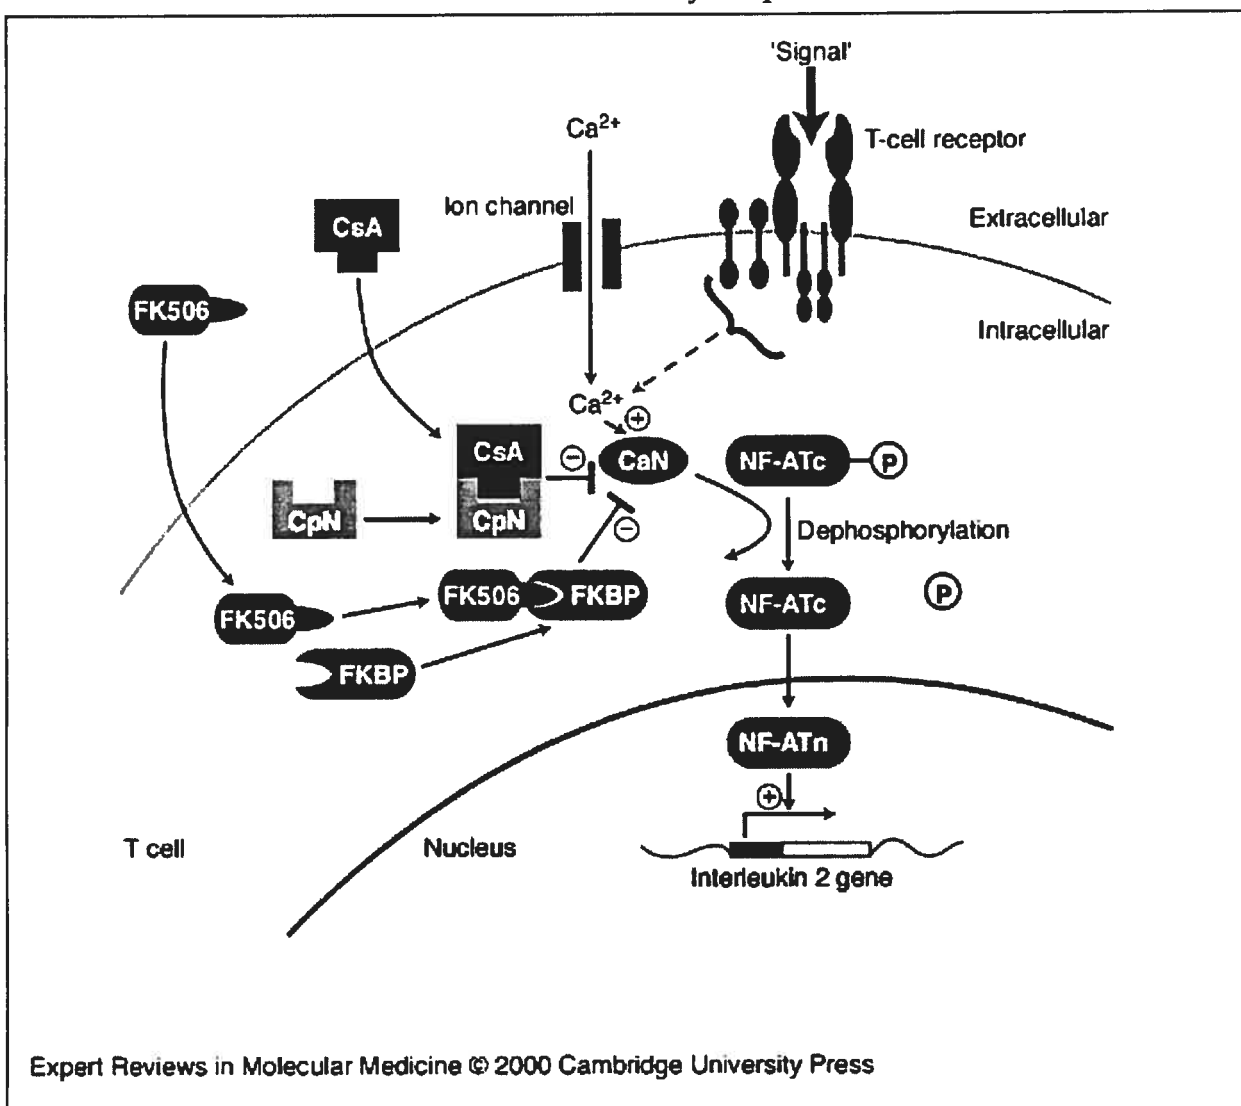 'Signal'
Ca2+
T-cell receptor
Ion channel
Extracellular
CsA
FK506
Intracellular
Ca2+
+
CsA
−
CaN
NF-ATc
P
CpN
CpN
−
Dephosphorylation
FK506
FKBP
NF-ATc
P
FK506
FKBP
NF-ATn
+
T cell
Nucleus
Interleukin 2 gene
Expert Reviews in Molecular Medicine © 2000 Cambridge University Press